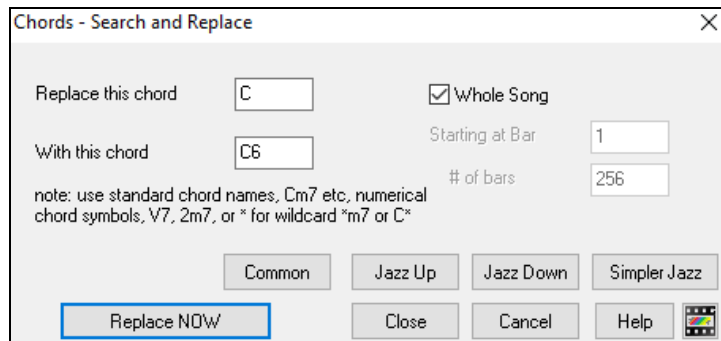 Chords - Search and Replace
Replace this chord C
Whole Song
Starting at Bar 1
With this chord C6
# of bars 256
note: use standard chord names, Cm7 etc, numerical
chord symbols, V7, 2m7, or * for wildcard *m7 or C*
Common Jazz Up Jazz Down Simpler Jazz
Replace NOW Close Cancel Help